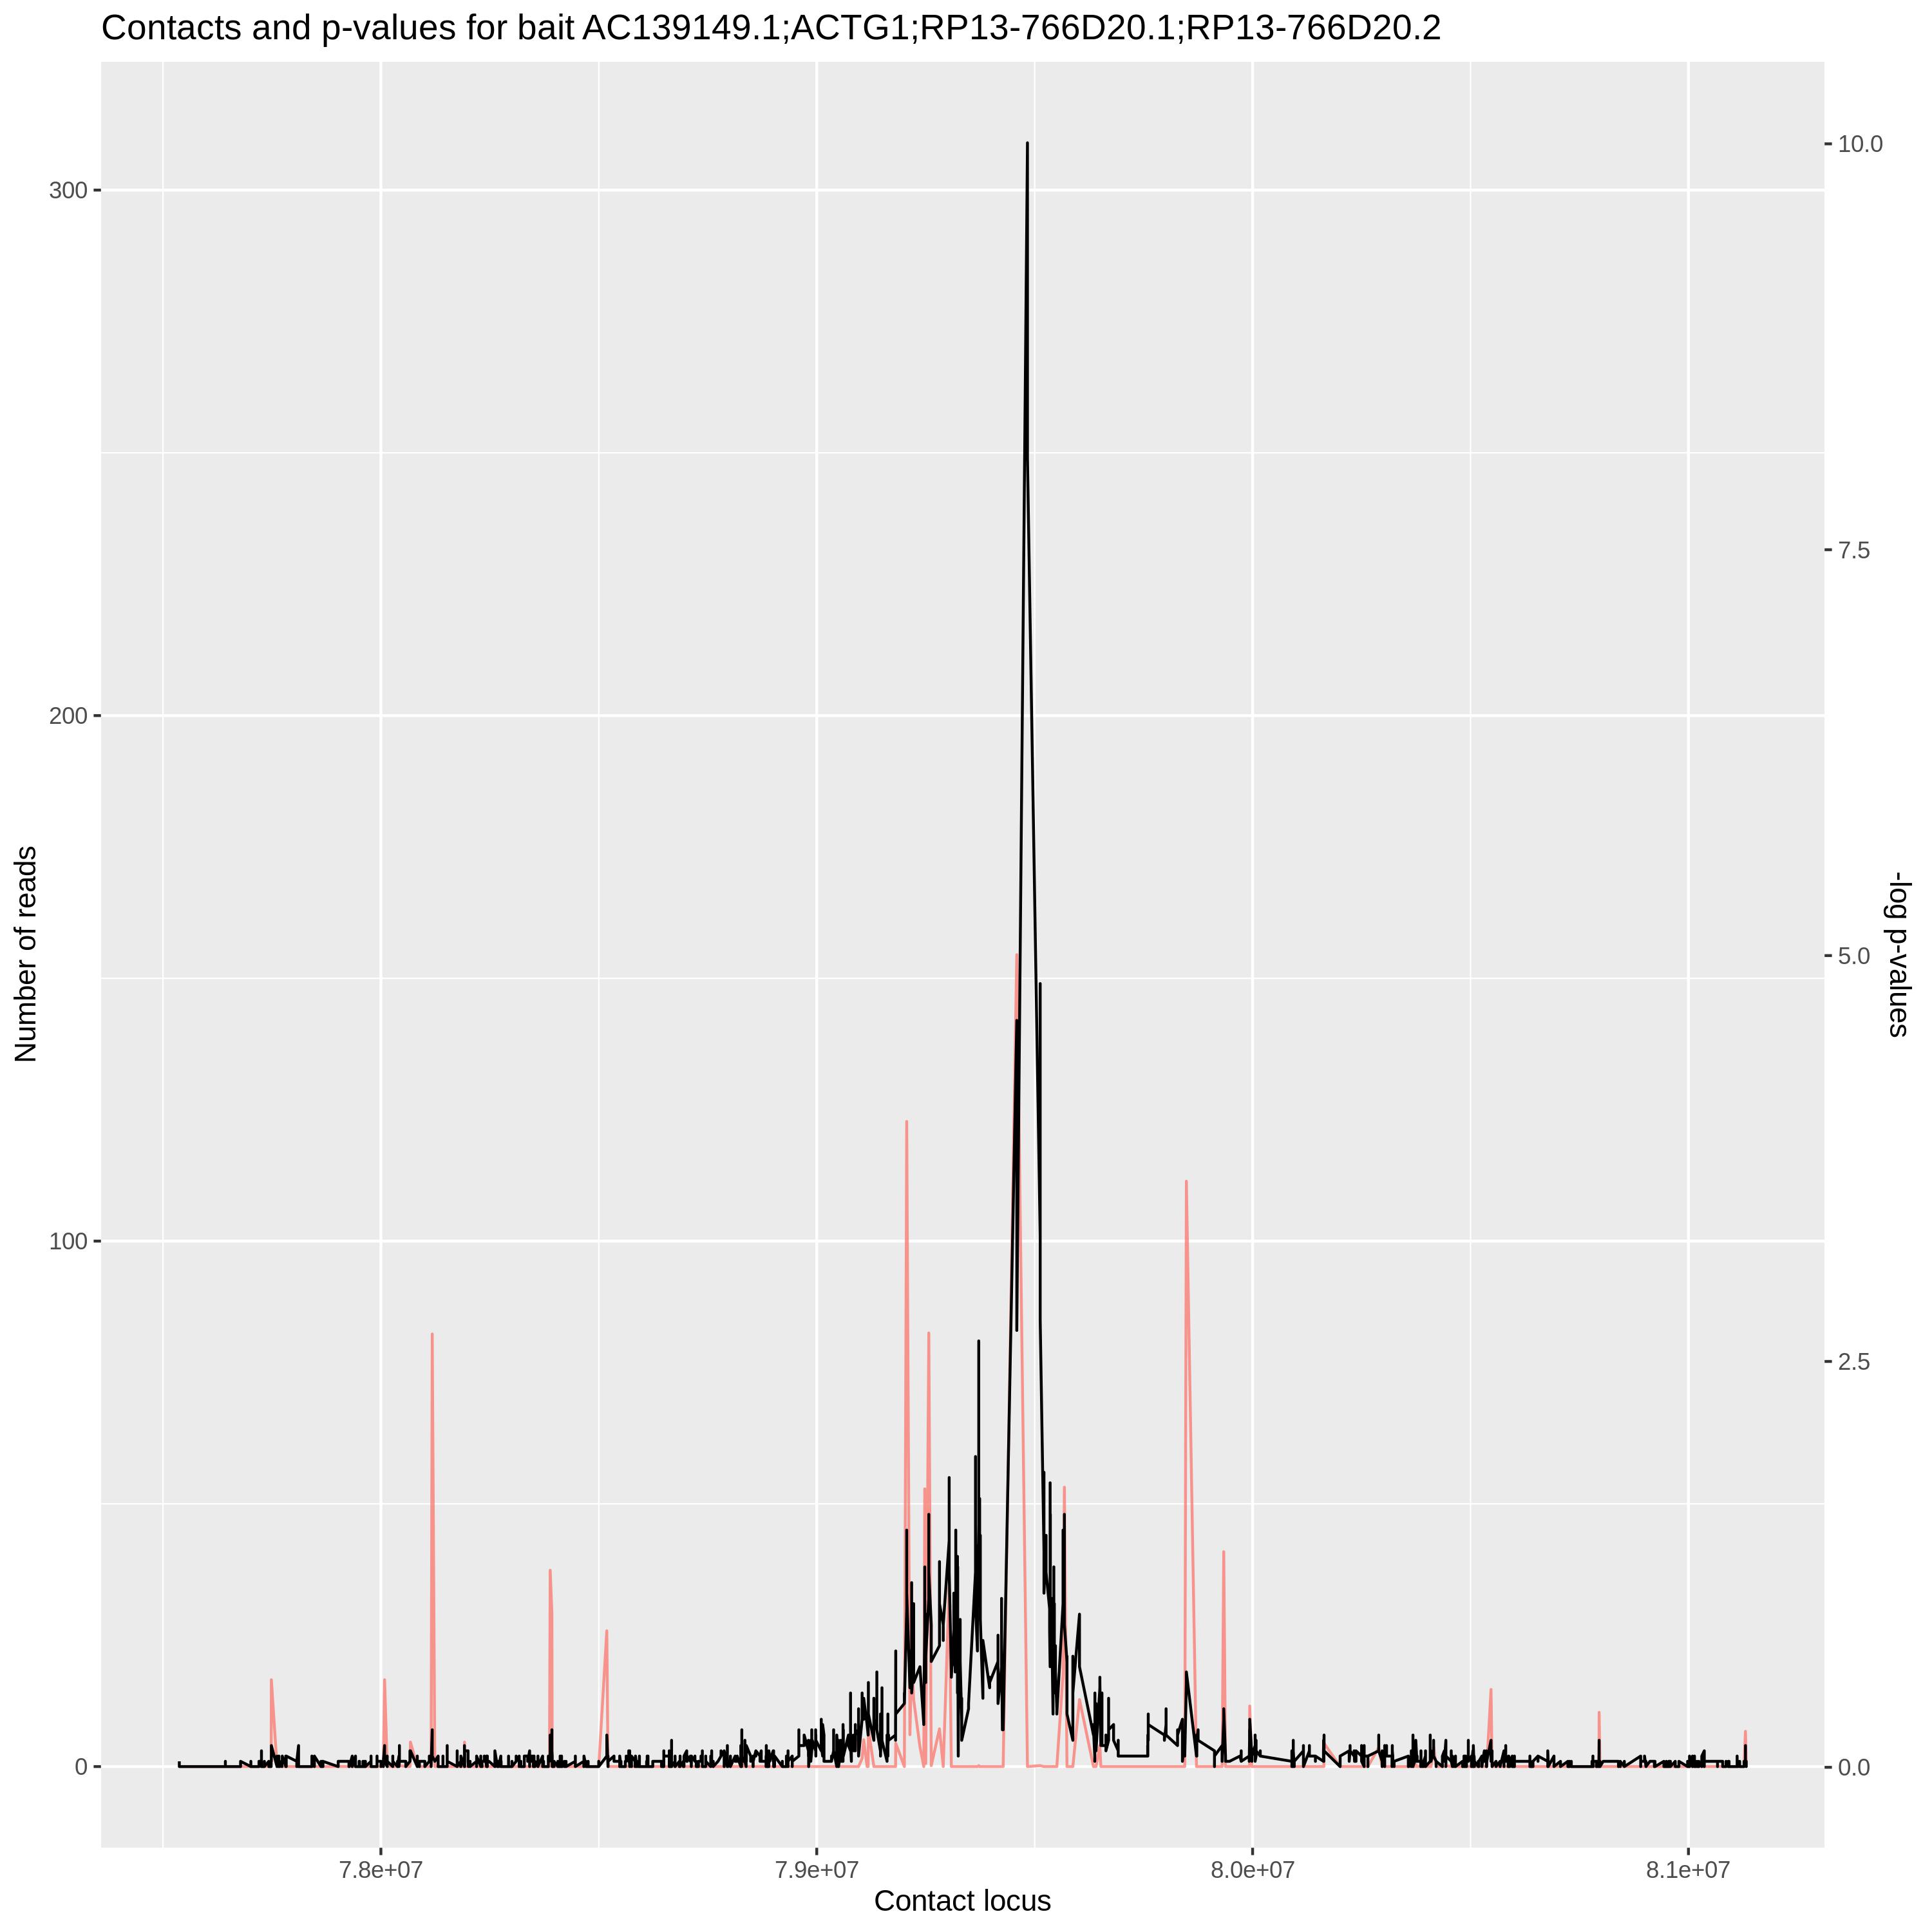 Contacts and p-values for bait AC139149.1;ACTG1;RP13-766D20.1;RP13-766D20.2
300
200
100
0
Number of reads
10.0
7.5
5.0
2.5
0.0
-log p-values
7.8e+07
7.9e+07
8.0e+07
8.1e+07
Contact locus